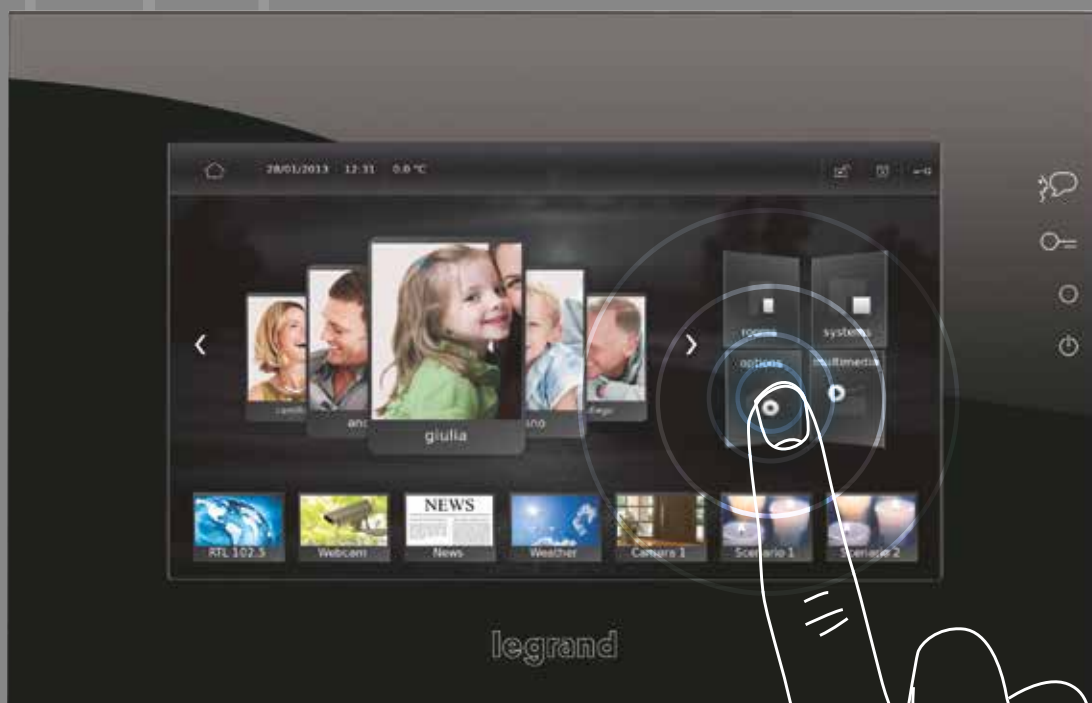 28/01/2013 12:31 0.0 °C
rooms systems
options multimedia
giulia
RTL 102.5 Webcam NEWS News Weather Camara 1 Scenario 1 Scenario 2
legrand